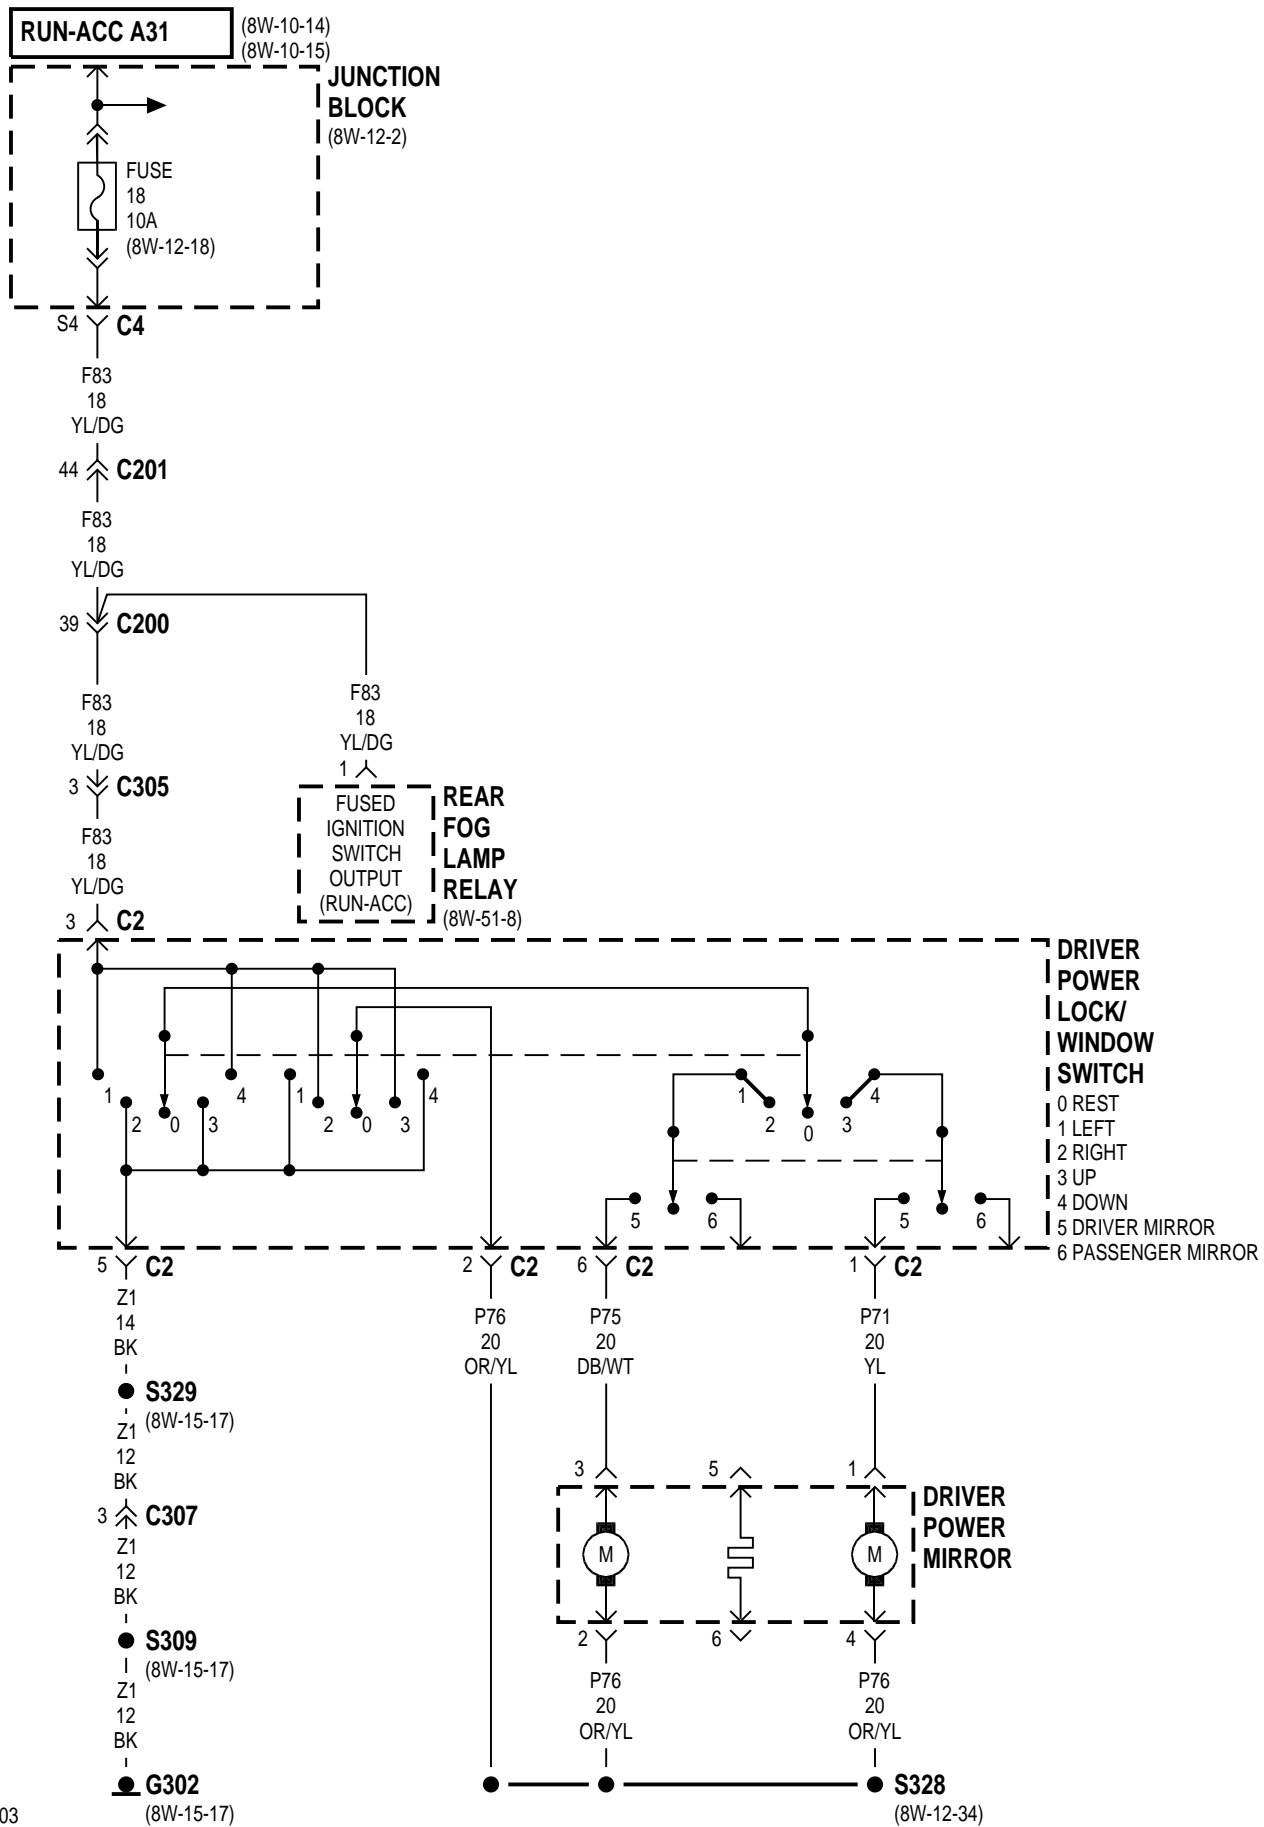 RUN-ACC A31
(8W-10-14)
(8W-10-15)
JUNCTION
BLOCK
(8W-12-2)
FUSE
18
10A
(8W-12-18)
S4 C4
F83
18
YL/DG
44 C201
F83
18
YL/DG
39 C200
F83
18
YL/DG
F83
18
YL/DG
3 C305
1
F83
18
YL/DG
FUSED
IGNITION
SWITCH
OUTPUT
(RUN-ACC)
REAR
FOG
LAMP
RELAY
(8W-51-8)
3 C2
DRIVER
POWER
LOCK/
WINDOW
SWITCH
0 REST
1 LEFT
2 RIGHT
3 UP
4 DOWN
5 DRIVER MIRROR
6 PASSENGER MIRROR
1 2 0 3 4
1 2 0 3 4
1 2 0 3 4
5 6 5 6
5 C2
2 C2
6 C2
1 C2
Z1
14
BK
P76
20
OR/YL
P75
20
DB/WT
P71
20
YL
S329
(8W-15-17)
Z1
12
BK
3 C307
Z1
12
BK
3 5 1
DRIVER
POWER
MIRROR
M M
2 6 4
S309
(8W-15-17)
Z1
12
BK
P76
20
OR/YL
P76
20
OR/YL
G302
(8W-15-17)
S328
(8W-12-34)
03